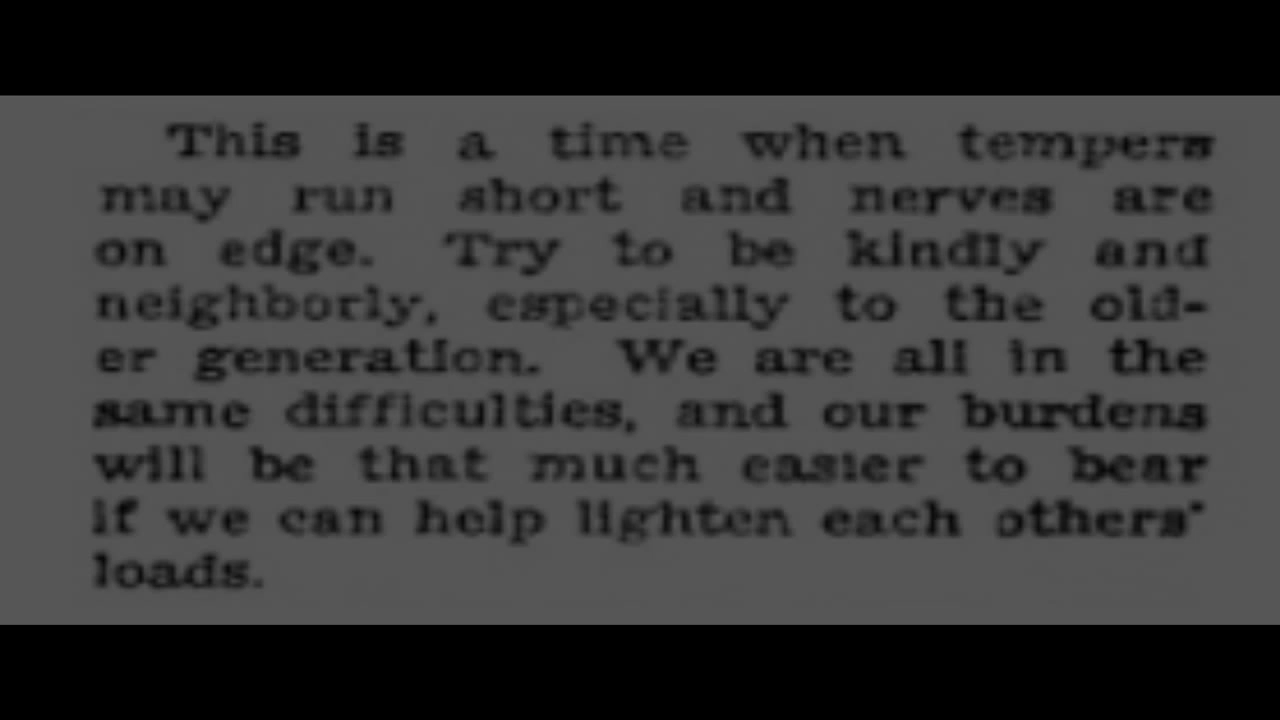 This is a time when tempers
may run short and nerves are
on edge. Try to be kindly and
neighborly, especially to the old-
er generation. We are all in the
same difficulties, and our burdens
will be that much easier to bear
if we can help lighten each others'
loads.